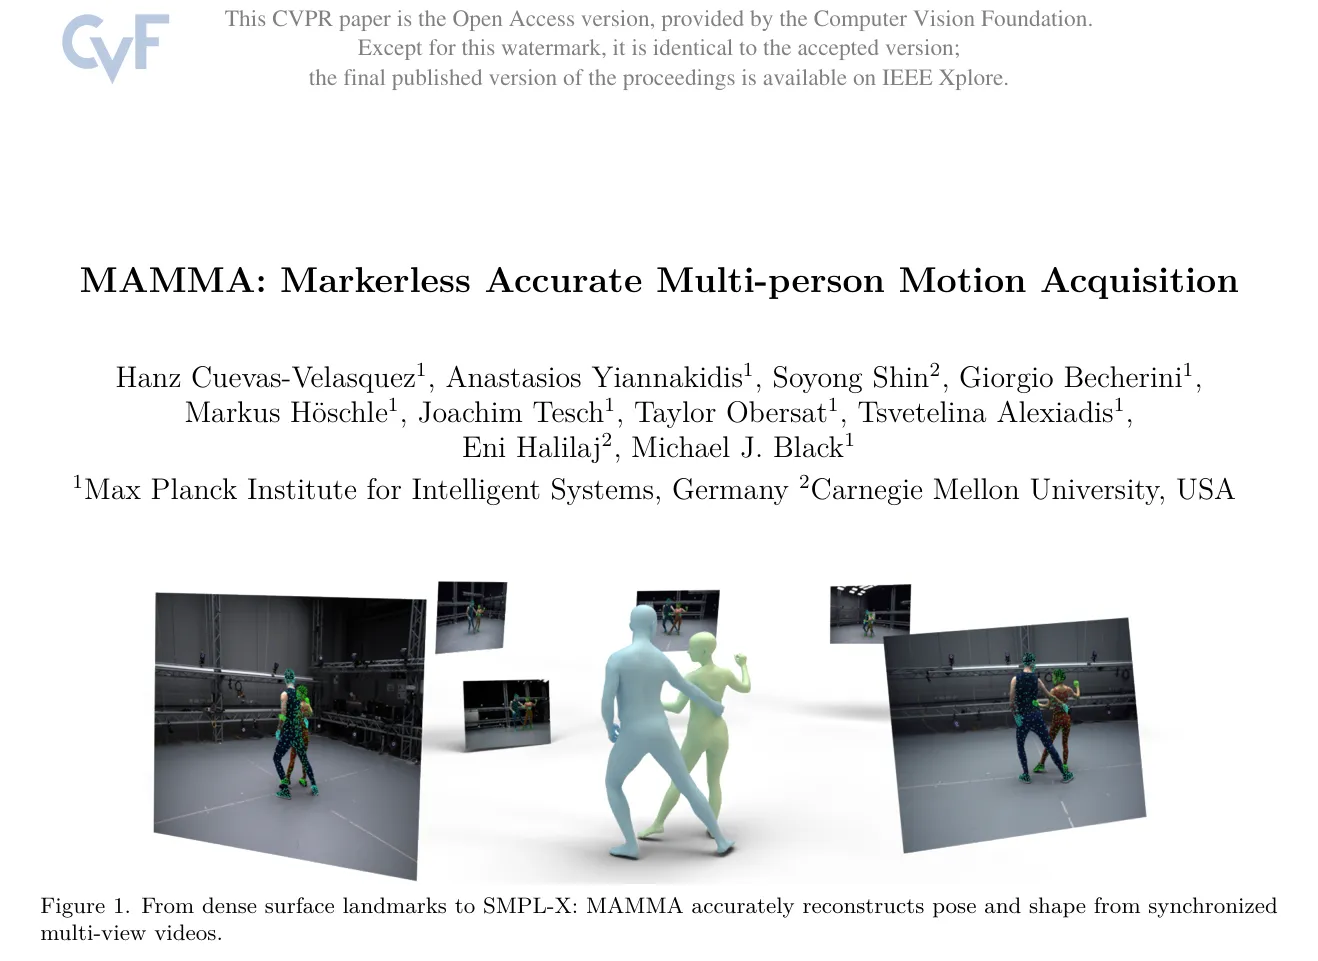 CVF
This CVPR paper is the Open Access version, provided by the Computer Vision Foundation.
Except for this watermark, it is identical to the accepted version;
the final published version of the proceedings is available on IEEE Xplore.
MAMMA: Markerless Accurate Multi-person Motion Acquisition
Hanz Cuevas-Velasquez¹, Anastasios Yiannakidis¹, Soyong Shin², Giorgio Becherini¹,
Markus Höschle¹, Joachim Tesch¹, Taylor Obersat¹, Tsvetelina Alexiadis¹,
Eni Halilaj², Michael J. Black¹
¹Max Planck Institute for Intelligent Systems, Germany ²Carnegie Mellon University, USA
Figure 1. From dense surface landmarks to SMPL-X: MAMMA accurately reconstructs pose and shape from synchronized
multi-view videos.